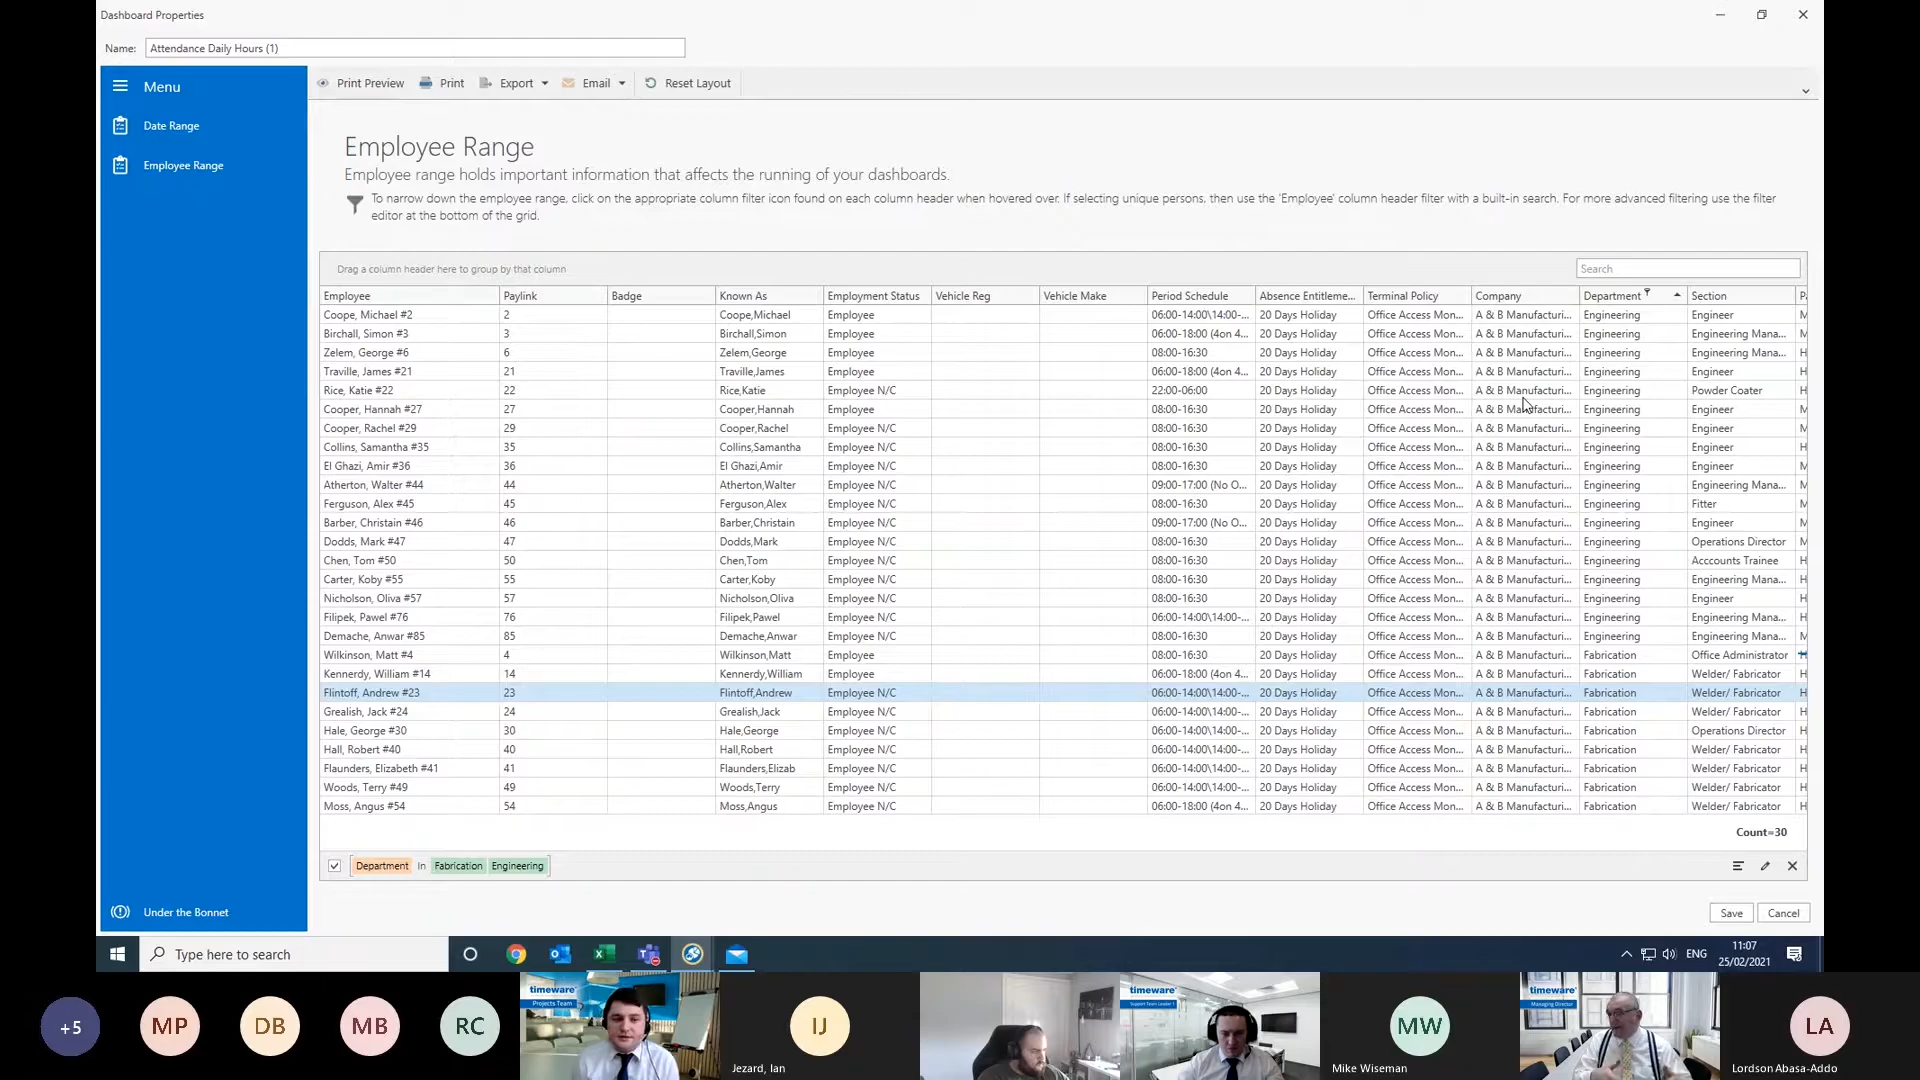 Dashboard Properties
Name: Attendance Daily Hours (1)
Menu
Date Range
Employee Range
Under the Bonnet
Print Preview Print Export Email Reset Layout
Employee Range
Employee range holds important information that affects the running of your dashboards.
To narrow down the employee range, click on the appropriate column filter icon found on each column header when hovered over. If selecting unique persons, then use the 'Employee' column header filter with a built-in search. For more advanced filtering use the filter
editor at the bottom of the grid.
Drag a column header here to group by that column
Search
Employee Paylink Badge Known As Employment Status Vehicle Reg Vehicle Make Period Schedule Absence Entitleme... Terminal Policy Company Department Section
Coope, Michael #2 2 Coope,Michael Employee 06:00-14:00\14:00-... 20 Days Holiday Office Access Mon... A & B Manufacturi... Engineering Engineer M
Birchall, Simon #3 3 Birchall,Simon Employee 06:00-18:00 (4on 4... 20 Days Holiday Office Access Mon... A & B Manufacturi... Engineering Engineering Mana... M
Zelem, George #6 6 Zelem,George Employee 08:00-16:30 20 Days Holiday Office Access Mon... A & B Manufacturi... Engineering Engineering Mana... H
Traville, James #21 21 Traville,James Employee 06:00-18:00 (4on 4... 20 Days Holiday Office Access Mon... A & B Manufacturi... Engineering Engineer H
Rice, Katie #22 22 Rice,Katie Employee N/C 22:00-06:00 20 Days Holiday Office Access Mon... A & B Manufacturi... Engineering Powder Coater H
Cooper, Hannah #27 27 Cooper,Hannah Employee 08:00-16:30 20 Days Holiday Office Access Mon... A & B Manufacturi... Engineering Engineer M
Cooper, Rachel #29 29 Cooper,Rachel Employee N/C 08:00-16:30 20 Days Holiday Office Access Mon... A & B Manufacturi... Engineering Engineer M
Collins, Samantha #35 35 Collins,Samantha Employee N/C 08:00-16:30 20 Days Holiday Office Access Mon... A & B Manufacturi... Engineering Engineer H
El Ghazi, Amir #36 36 El Ghazi,Amir Employee N/C 08:00-16:30 20 Days Holiday Office Access Mon... A & B Manufacturi... Engineering Engineer M
Atherton, Walter #44 44 Atherton,Walter Employee N/C 09:00-17:00 (No O... 20 Days Holiday Office Access Mon... A & B Manufacturi... Engineering Engineering Mana... M
Ferguson, Alex #45 45 Ferguson,Alex Employee N/C 08:00-16:30 20 Days Holiday Office Access Mon... A & B Manufacturi... Engineering Fitter M
Barber, Christain #46 46 Barber,Christain Employee N/C 09:00-17:00 (No O... 20 Days Holiday Office Access Mon... A & B Manufacturi... Engineering Engineer M
Dodds, Mark #47 47 Dodds,Mark Employee N/C 08:00-16:30 20 Days Holiday Office Access Mon... A & B Manufacturi... Engineering Operations Director M
Chen, Tom #50 50 Chen,Tom Employee N/C 08:00-16:30 20 Days Holiday Office Access Mon... A & B Manufacturi... Engineering Acccounts Trainee H
Carter, Koby #55 55 Carter,Koby Employee N/C 08:00-16:30 20 Days Holiday Office Access Mon... A & B Manufacturi... Engineering Engineering Mana... H
Nicholson, Oliva #57 57 Nicholson,Oliva Employee N/C 08:00-16:30 20 Days Holiday Office Access Mon... A & B Manufacturi... Engineering Engineer H
Filipek, Pawel #76 76 Filipek,Pawel Employee N/C 06:00-14:00\14:00-... 20 Days Holiday Office Access Mon... A & B Manufacturi... Engineering Engineering Mana... H
Demache, Anwar #85 85 Demache,Anwar Employee N/C 08:00-16:30 20 Days Holiday Office Access Mon... A & B Manufacturi... Engineering Engineering Mana... M
Wilkinson, Matt #4 4 Wilkinson,Matt Employee 08:00-16:30 20 Days Holiday Office Access Mon... A & B Manufacturi... Fabrication Office Administrator
Kennerdy, William #14 14 Kennerdy,William Employee 06:00-18:00 (4on 4... 20 Days Holiday Office Access Mon... A & B Manufacturi... Fabrication Welder/ Fabricator H
Flintoff, Andrew #23 23 Flintoff,Andrew Employee N/C 06:00-14:00\14:00-... 20 Days Holiday Office Access Mon... A & B Manufacturi... Fabrication Welder/ Fabricator H
Grealish, Jack #24 24 Grealish,Jack Employee N/C 06:00-14:00\14:00-... 20 Days Holiday Office Access Mon... A & B Manufacturi... Fabrication Welder/ Fabricator H
Hale, George #30 30 Hale,George Employee N/C 06:00-14:00\14:00-... 20 Days Holiday Office Access Mon... A & B Manufacturi... Fabrication Operations Director H
Hall, Robert #40 40 Hall,Robert Employee N/C 06:00-14:00\14:00-... 20 Days Holiday Office Access Mon... A & B Manufacturi... Fabrication Welder/ Fabricator H
Flaunders, Elizabeth #41 41 Flaunders,Elizab Employee N/C 06:00-14:00\14:00-... 20 Days Holiday Office Access Mon... A & B Manufacturi... Fabrication Welder/ Fabricator H
Woods, Terry #49 49 Woods,Terry Employee N/C 06:00-14:00\14:00-... 20 Days Holiday Office Access Mon... A & B Manufacturi... Fabrication Welder/ Fabricator H
Moss, Angus #54 54 Moss,Angus Employee N/C 06:00-18:00 (4on 4... 20 Days Holiday Office Access Mon... A & B Manufacturi... Fabrication Welder/ Fabricator H
Count=30
Department In Fabrication Engineering
Save Cancel
Type here to search
ENG
11:07
25/02/2021
+5 MP DB MB RC
timeware
Projects Team
IJ
Jezard, Ian
timeware
Support Team Leader
MW
Mike Wiseman
timeware
Managing Director
LA
Lordson Abasa-Addo